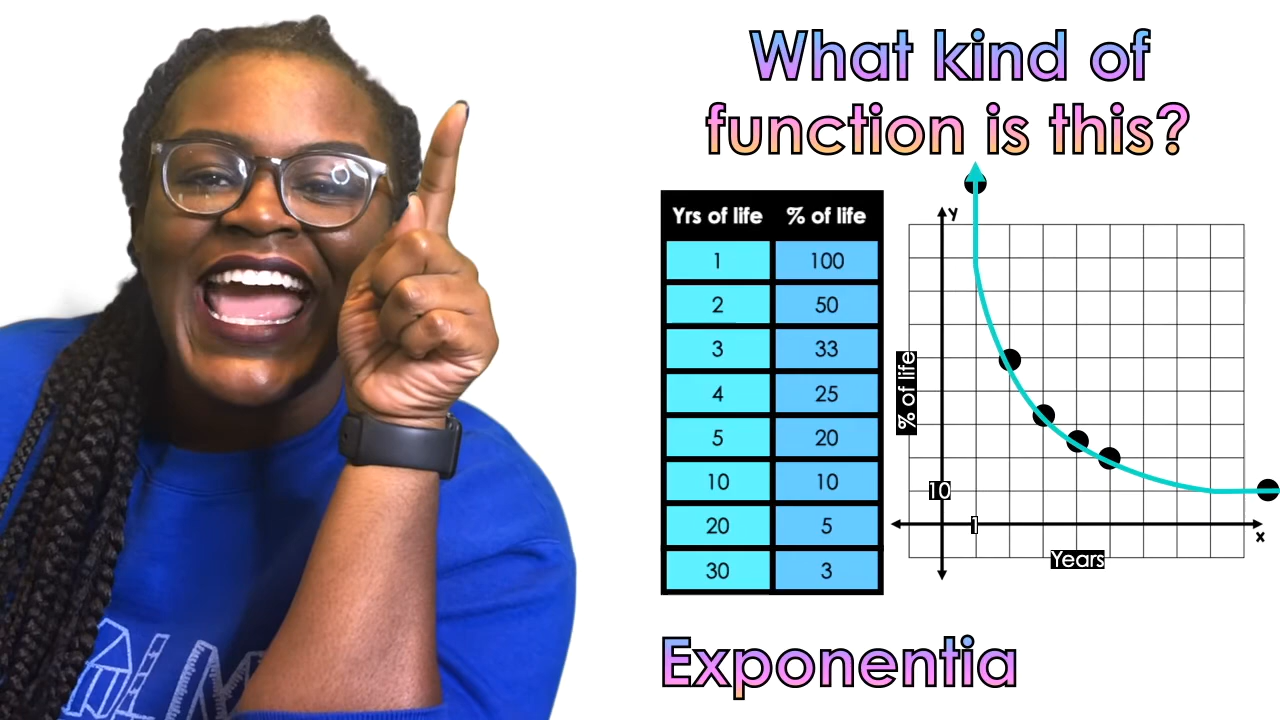 What kind of
function is this?
Yrs of life % of life
1 100
2 50
3 33
4 25
5 20
10 10
20 5
30 3
y
% of life
10
1
x
Years
Exponentia